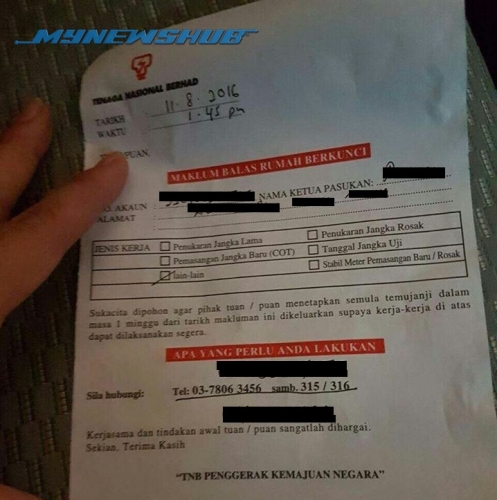 MYNEWSHUB
TENAGA NASIONAL BERHAD
TARIKH 11.8.2016
WAKTU 1.45 pm
PUAN.
MAKLUM BALAS RUMAH BERKUNCI
AKAUN NAMA KETUA PASUKAN:
ALAMAT
JENIS KERJA Penukaran Jangka Lama Penukaran Jangka Rosak
Pemasangan Jangka Baru (COT) Tanggal Jangka Uji
lain-lain Stabil Meter Pemasangan Baru / Rosak
Sukacita dipohon agar pihak tuan / puan menetapkan semula temujanji dalam
masa 1 minggu dari tarikh makluman ini dikeluarkan supaya kerja-kerja di atas
dapat dilaksanakan segera.
APA YANG PERLU ANDA LAKUKAN
Sila hubungi: Tel: 03-7806 3456 samb. 315 / 316
Kerjasama dan tindakan awal tuan / puan sangatlah dihargai.
Sekian, Terima Kasih
"TNB PENGGERAK KEMAJUAN NEGARA"